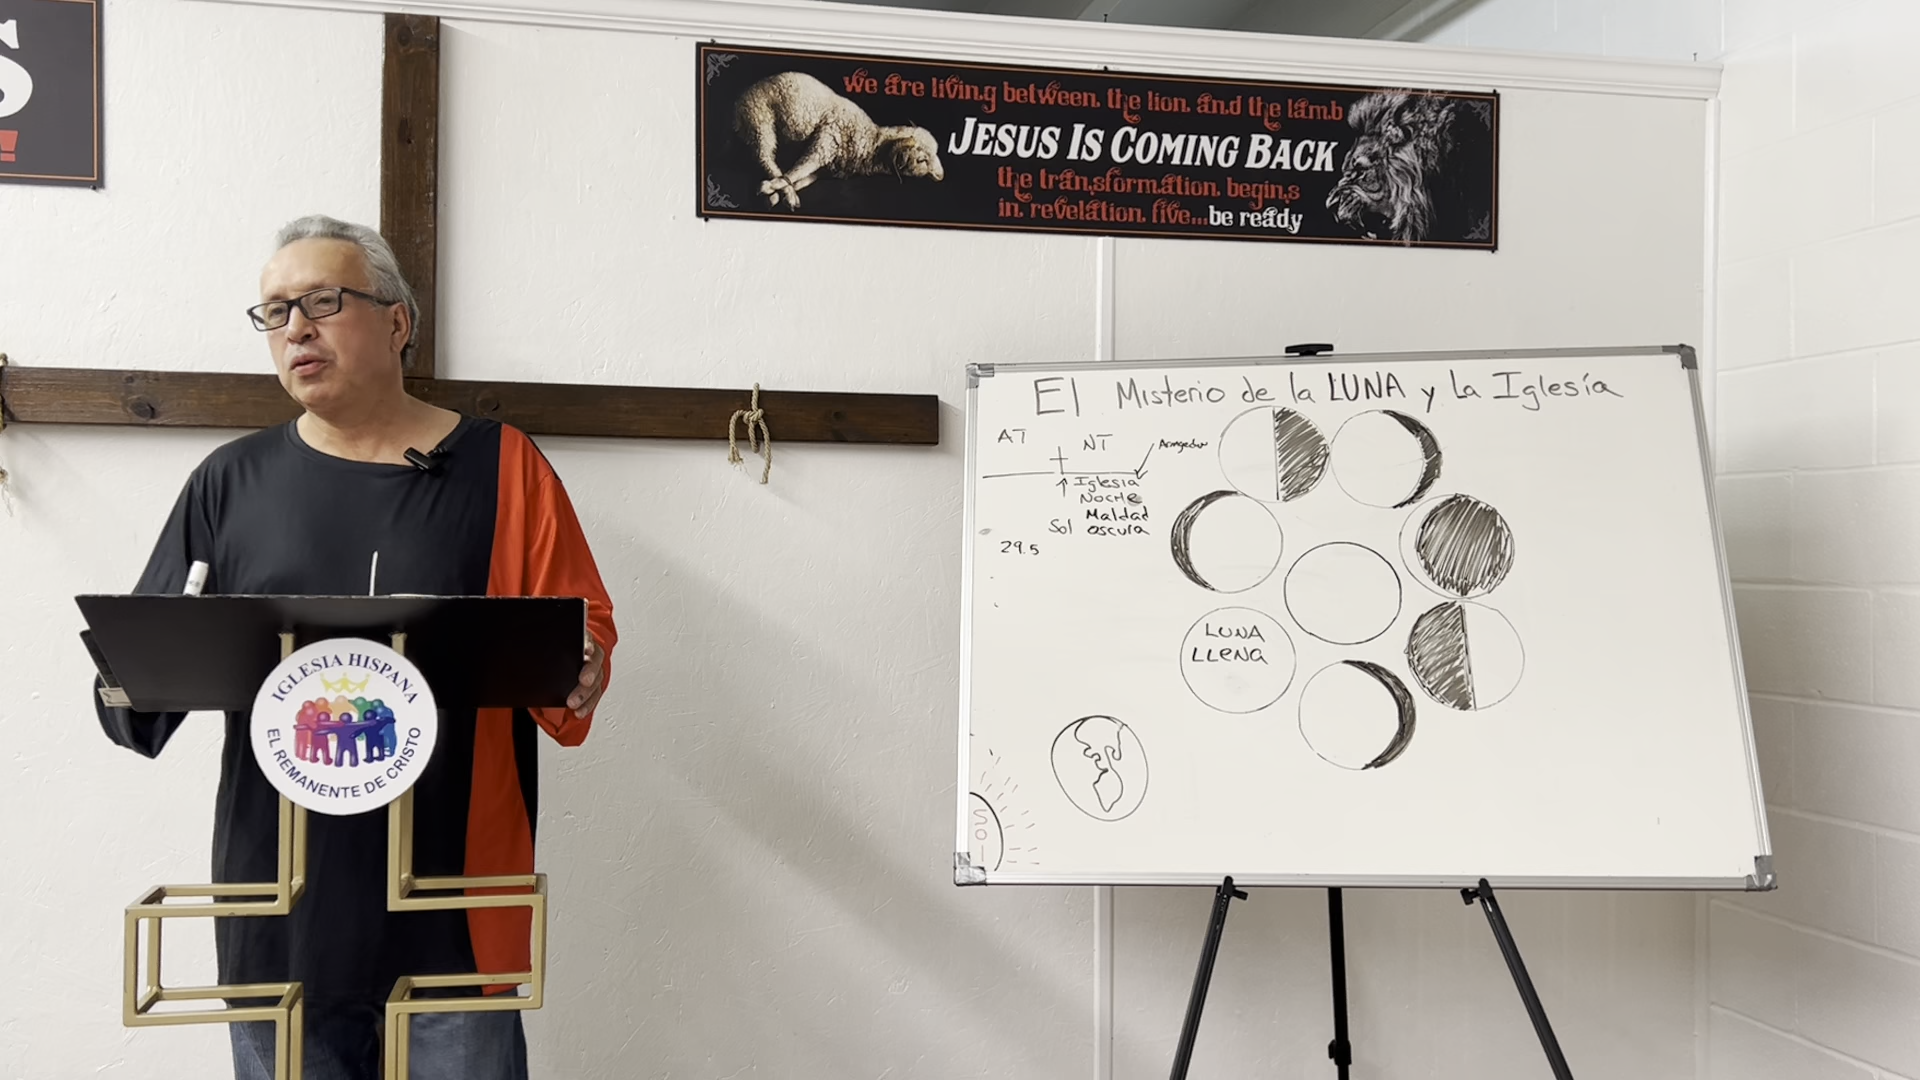 S
!
we are living between the lion and the lamb
JESUS IS COMING BACK
the transformation begins
in revelation five...be ready
El Misterio de la LUNA y La Iglesía
AT
NT
Iglesia
NOCHE
Maldad
Sol oscura
29.5
LUNA
LLENA
SOl
IGLESIA HISPANA
EL REMANENTE DE CRISTO